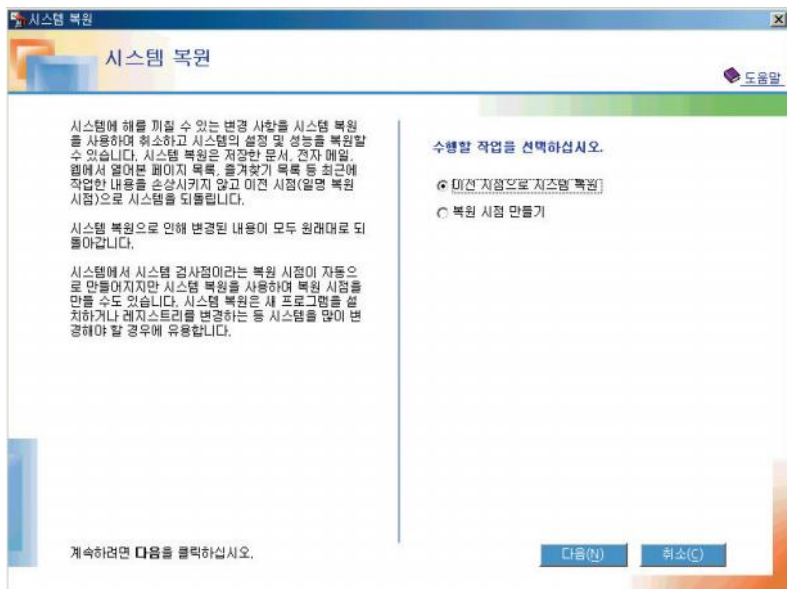 시스템 복원
시스템 복원
도움말
시스템에 해를 끼칠 수 있는 변경 사항을 시스템 복원
을 사용하여 취소하고 시스템의 설정 및 성능을 복원할
수 있습니다. 시스템 복원은 저장한 문서, 전자 메일,
웹에서 열어본 페이지 목록, 즐겨찾기 목록 등 최근에
작업한 내용을 손상시키지 않고 이전 시점(일명 복원
시점)으로 시스템을 되돌립니다.
시스템 복원으로 인해 변경된 내용이 모두 원래대로 되
돌아갑니다.
시스템에서 시스템 검사점이라는 복원 시점이 자동으
로 만들어지지만 시스템 복원을 사용하여 복원 시점을
만들 수도 있습니다. 시스템 복원은 새 프로그램을 설
치하거나 레지스트리를 변경하는 등 시스템을 많이 변
경해야 할 경우에 유용합니다.
수행할 작업을 선택하십시오.
이전 시점으로 시스템 복원
복원 시점 만들기
계속하려면 다음을 클릭하십시오.
다음(N)
취소(C)